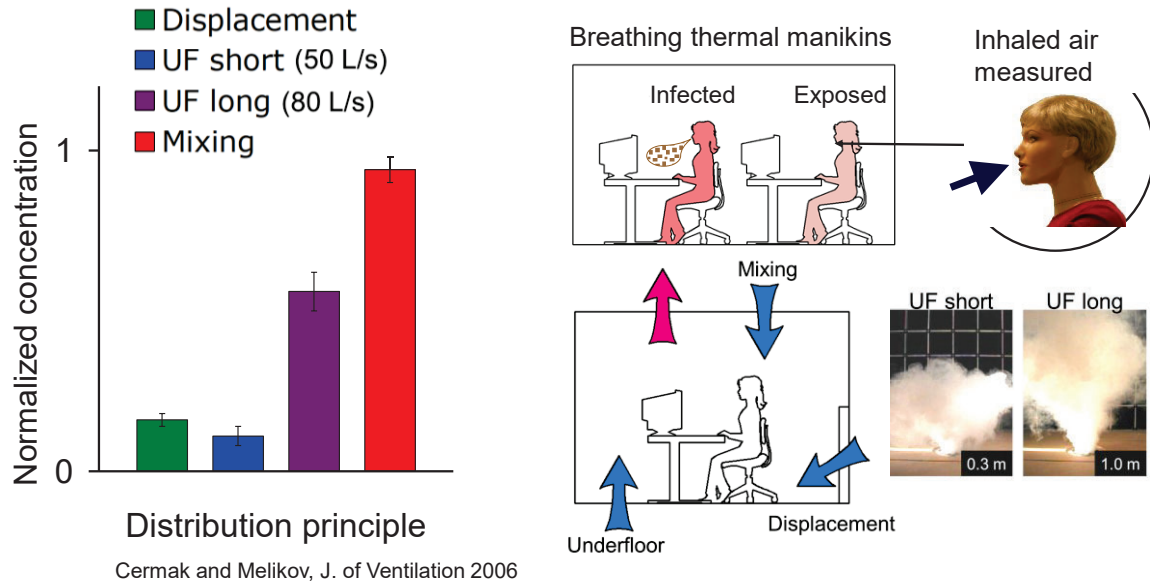 Displacement
UF short (50 L/s)
UF long (80 L/s)
Mixing
1
0
Normalized concentration
Distribution principle
Cermak and Melikov, J. of Ventilation 2006
Breathing thermal manikins
Infected
Exposed
Inhaled air
measured
Mixing
Displacement
Underfloor
UF short
UF long
0.3 m
1.0 m